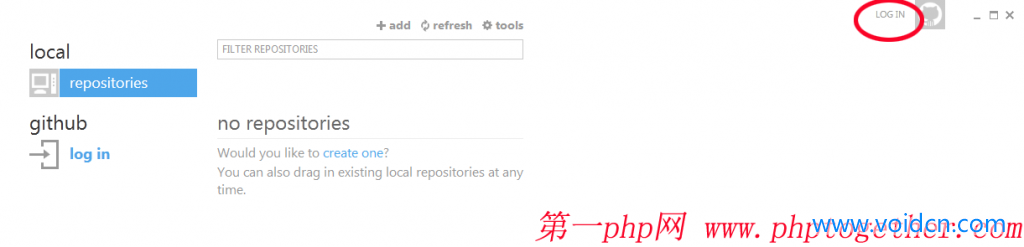 add refresh tools
LOG IN
local
FILTER REPOSITORIES
repositories
github
no repositories
log in
Would you like to create one?
You can also drag in existing local repositories at any
time.
第一php网 www.phptogether.com
www.voidcn.com